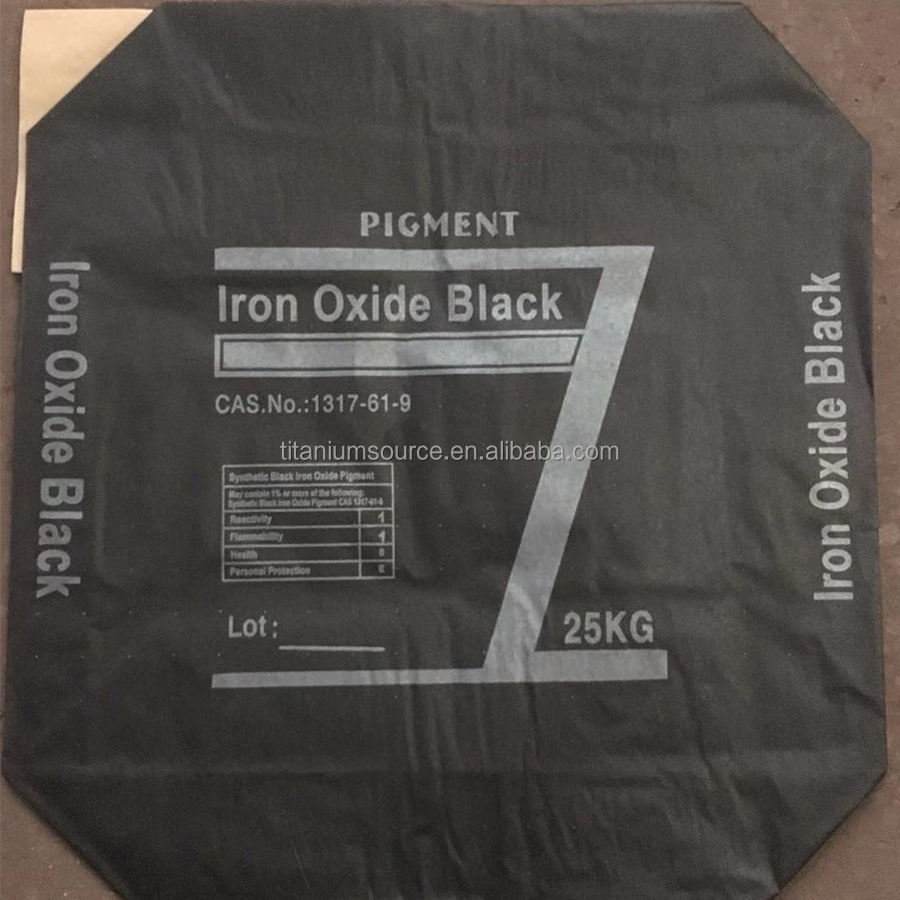 PIGMENT
Iron Oxide Black
CAS.No.:1317-61-9
titaniumsource.en.alibaba.com
Synthetic Black Iron Oxide Pigment
May contain 1% or more of the following:
Synthetic Black Iron Oxide Pigment CAS 1317-61-9
Reactivity 1
Flammability 1
Health 0
Personal Protection E
Lot:
25KG
Iron Oxide Black
Iron Oxide Black